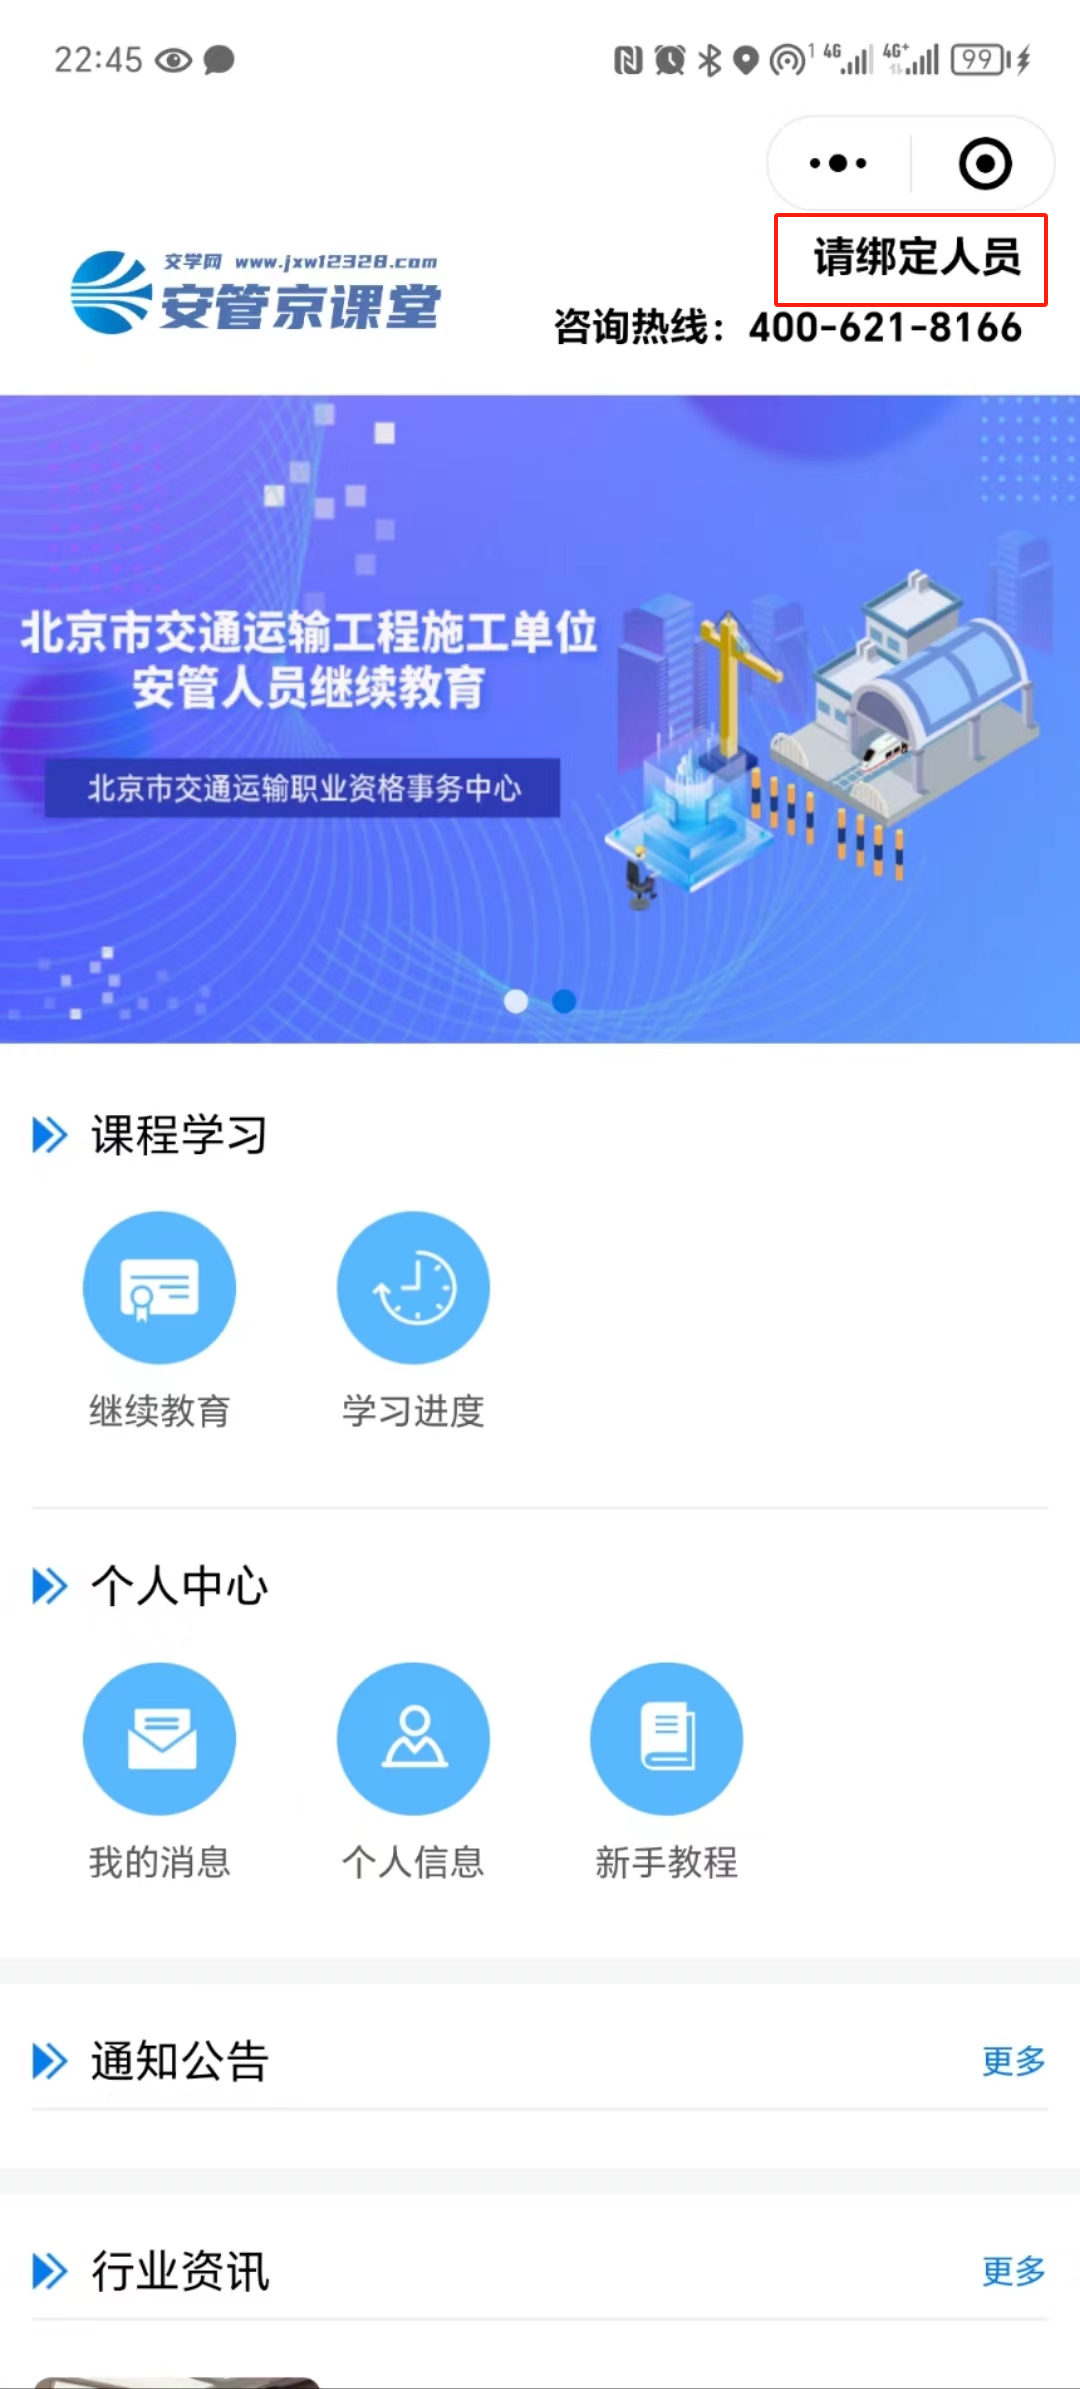 22:45
1 4G 4G+ 99
请绑定人员
交学网 www.jxw12328.com
安管京课堂
咨询热线：400-621-8166
北京市交通运输工程施工单位
安管人员继续教育
北京市交通运输职业资格事务中心
课程学习
继续教育 学习进度
个人中心
我的消息 个人信息 新手教程
通知公告 更多
行业资讯 更多